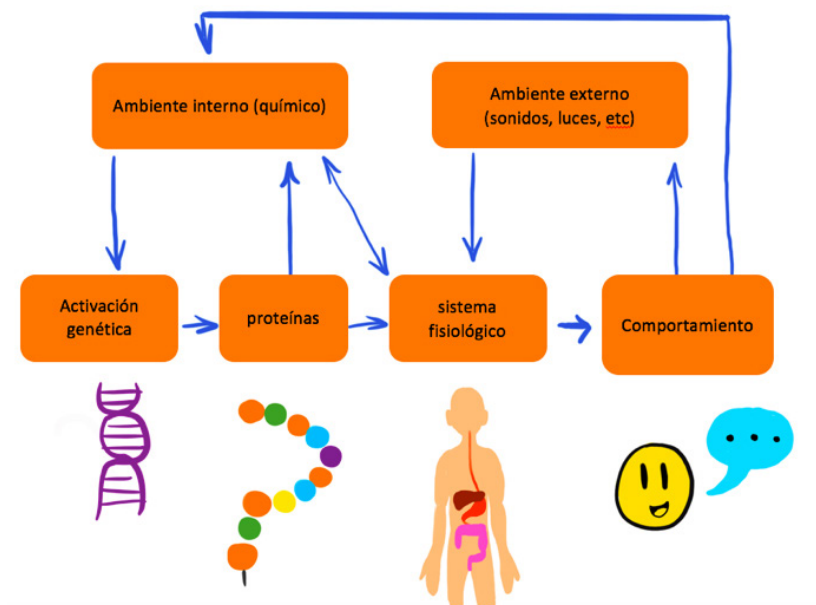 Ambiente interno (químico)
Ambiente externo
(sonidos, luces, etc)
Activación
genética
proteínas
sistema
fisiológico
Comportamiento